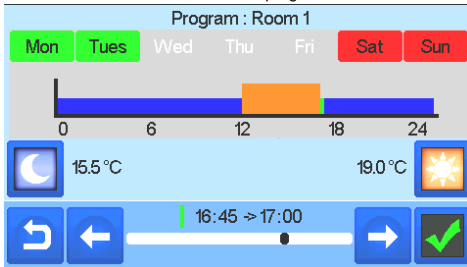 Program : Room 1
Mon Tues Wed Thu Fri Sat Sun
0 6 12 18 24
15.5 °C 19.0 °C
16:45 -> 17:00